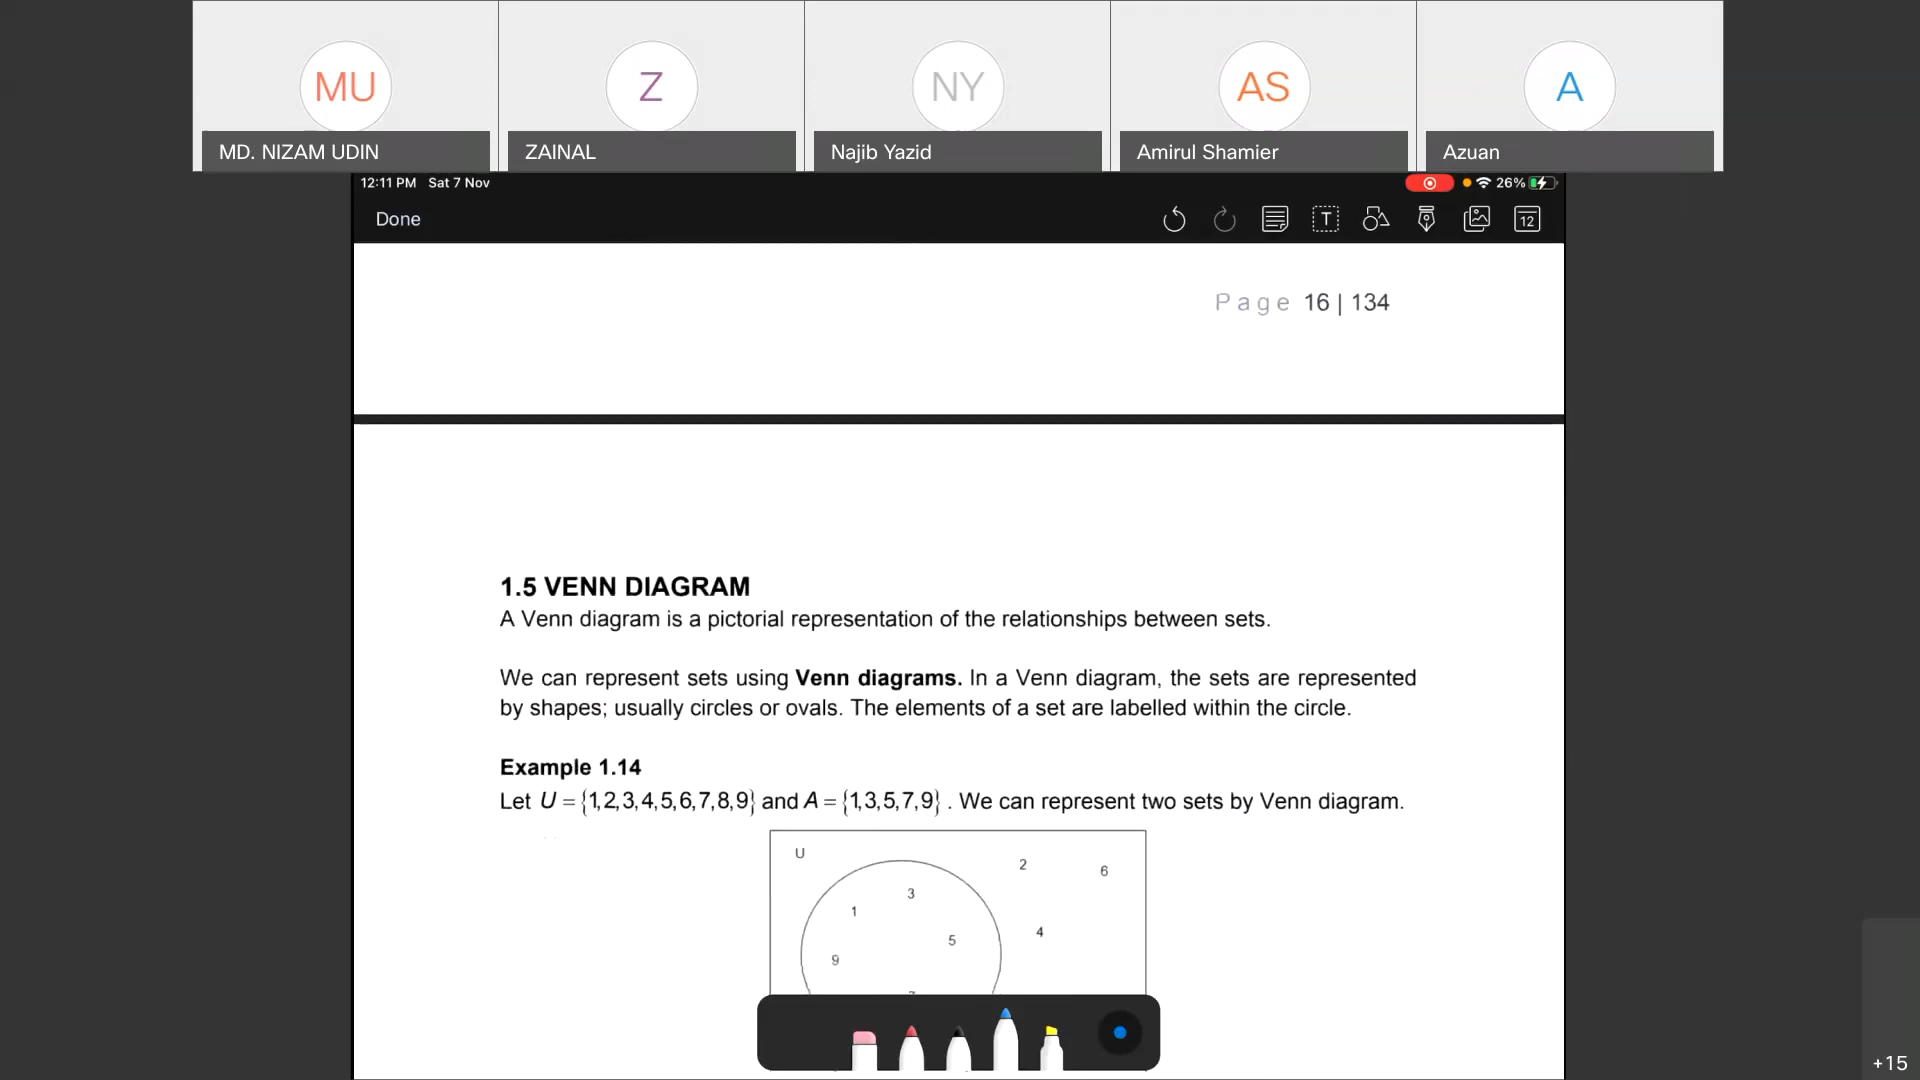 MU
Z
NY
AS
A
MD. NIZAM UDIN
ZAINAL
Najib Yazid
Amirul Shamier
Azuan
12:11 PM Sat 7 Nov
26%
Done
T
12
Page 16 | 134
1.5 VENN DIAGRAM
A Venn diagram is a pictorial representation of the relationships between sets.
We can represent sets using Venn diagrams. In a Venn diagram, the sets are represented
by shapes; usually circles or ovals. The elements of a set are labelled within the circle.
Example 1.14
Let U = {1,2,3,4,5,6,7,8,9} and A = {1,3,5,7,9} . We can represent two sets by Venn diagram.
U
2
6
3
1
4
5
9
+15